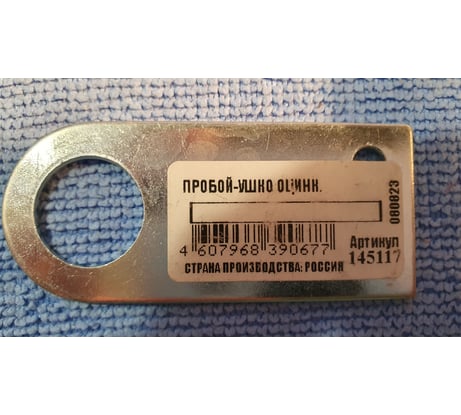 ПРОБОЙ-УШКО ОЦИНК.
080823
4 607968 390677
Артикул
145117
СТРАНА ПРОИЗВОДСТВА: РОССИЯ